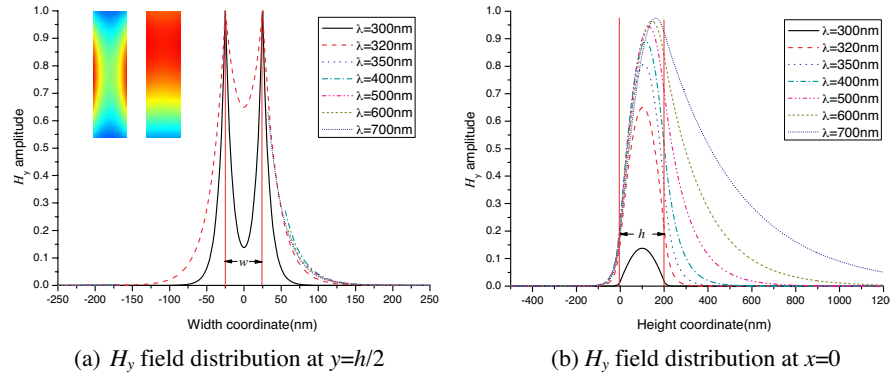 1.0
0.9
0.8
0.7
0.6
0.5
0.4
0.3
0.2
0.1
0.0
H_y amplitude
λ=300nm
λ=320nm
λ=350nm
λ=400nm
λ=500nm
λ=600nm
λ=700nm
w
-250 -200 -150 -100 -50 0 50 100 150 200 250
Width coordinate(nm)
(a) H_y field distribution at y=h/2
1.0
0.9
0.8
0.7
0.6
0.5
0.4
0.3
0.2
0.1
0.0
H_y amplitude
λ=300nm
λ=320nm
λ=350nm
λ=400nm
λ=500nm
λ=600nm
λ=700nm
h
-400 -200 0 200 400 600 800 1000 1200
Height coordinate(nm)
(b) H_y field distribution at x=0